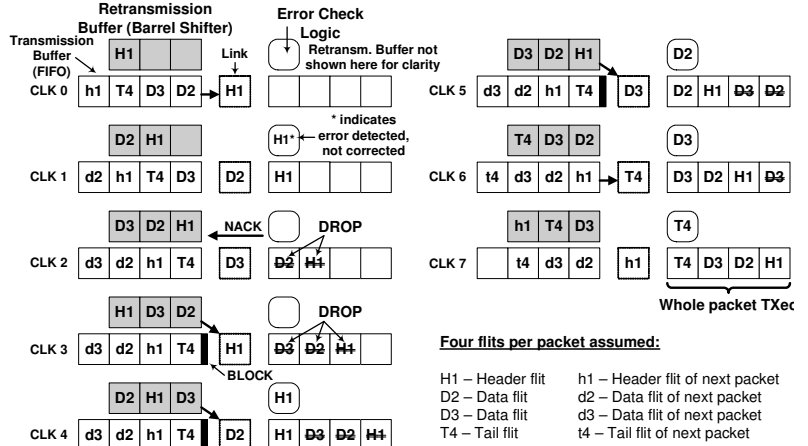 Retransmission
Buffer (Barrel Shifter)
Error Check
Logic
Transmission
Buffer
(FIFO)
Link
Retransm. Buffer not
shown here for clarity
H1
CLK 0 h1 T4 D3 D2 H1
* indicates
error detected,
not corrected
D2 H1 H1*
CLK 1 d2 h1 T4 D3 D2 H1
D3 D2 H1 NACK DROP
CLK 2 d3 d2 h1 T4 D3 D2 H1
H1 D3 D2 DROP
CLK 3 d3 d2 h1 T4 H1 D3 D2 H1
BLOCK
D2 H1 D3 H1
CLK 4 d3 d2 h1 T4 D2 H1 D3 D2 H1
D3 D2 H1 D2
CLK 5 d3 d2 h1 T4 D3 D2 H1 D3 D2
T4 D3 D2 D3
CLK 6 t4 d3 d2 h1 T4 D3 D2 H1 D3
h1 T4 D3 T4
CLK 7 t4 d3 d2 h1 T4 D3 D2 H1
Whole packet TXed
Four flits per packet assumed:
H1 – Header flit h1 – Header flit of next packet
D2 – Data flit d2 – Data flit of next packet
D3 – Data flit d3 – Data flit of next packet
T4 – Tail flit t4 – Tail flit of next packet